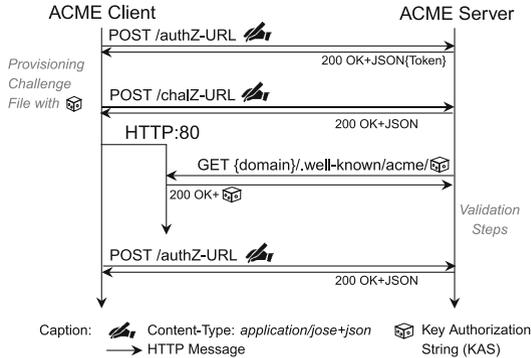 ACME Client
ACME Server
POST /authZ-URL
200 OK+JSON{Token}
Provisioning
Challenge
File with
POST /chalZ-URL
200 OK+JSON
HTTP:80
GET {domain}/.well-known/acme/
200 OK+
Validation
Steps
POST /authZ-URL
200 OK+JSON
Caption: Content-Type: application/jose+json Key Authorization
HTTP Message String (KAS)